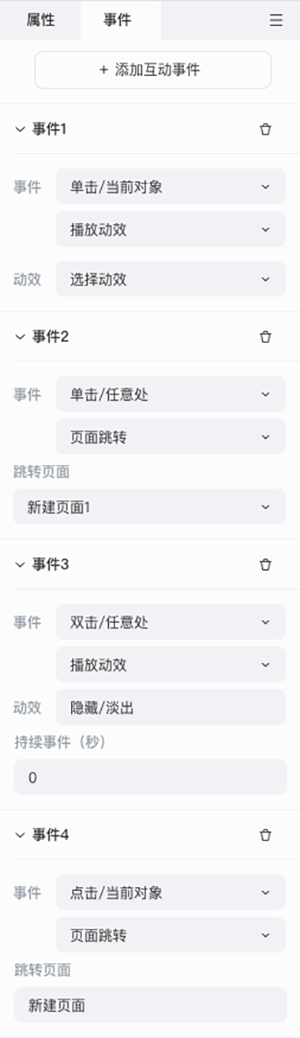 属性 事件
+ 添加互动事件
事件1
事件 单击/当前对象
播放动效
动效 选择动效
事件2
事件 单击/任意处
页面跳转
跳转页面
新建页面1
事件3
事件 双击/任意处
播放动效
动效 隐藏/淡出
持续事件（秒）
0
事件4
事件 点击/当前对象
页面跳转
跳转页面
新建页面